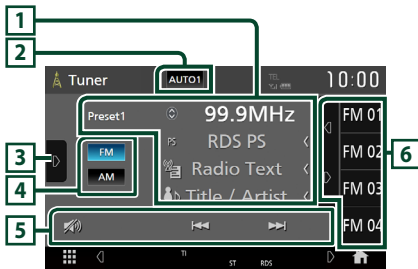 1
2
Tuner
AUTO1
TEL
10:00
Preset1
99.9MHz
FM 01
PS
RDS PS
FM 02
6
3
FM
Radio Text
4
AM
Title / Artist
FM 03
5
FM 04
TI
ST
RDS